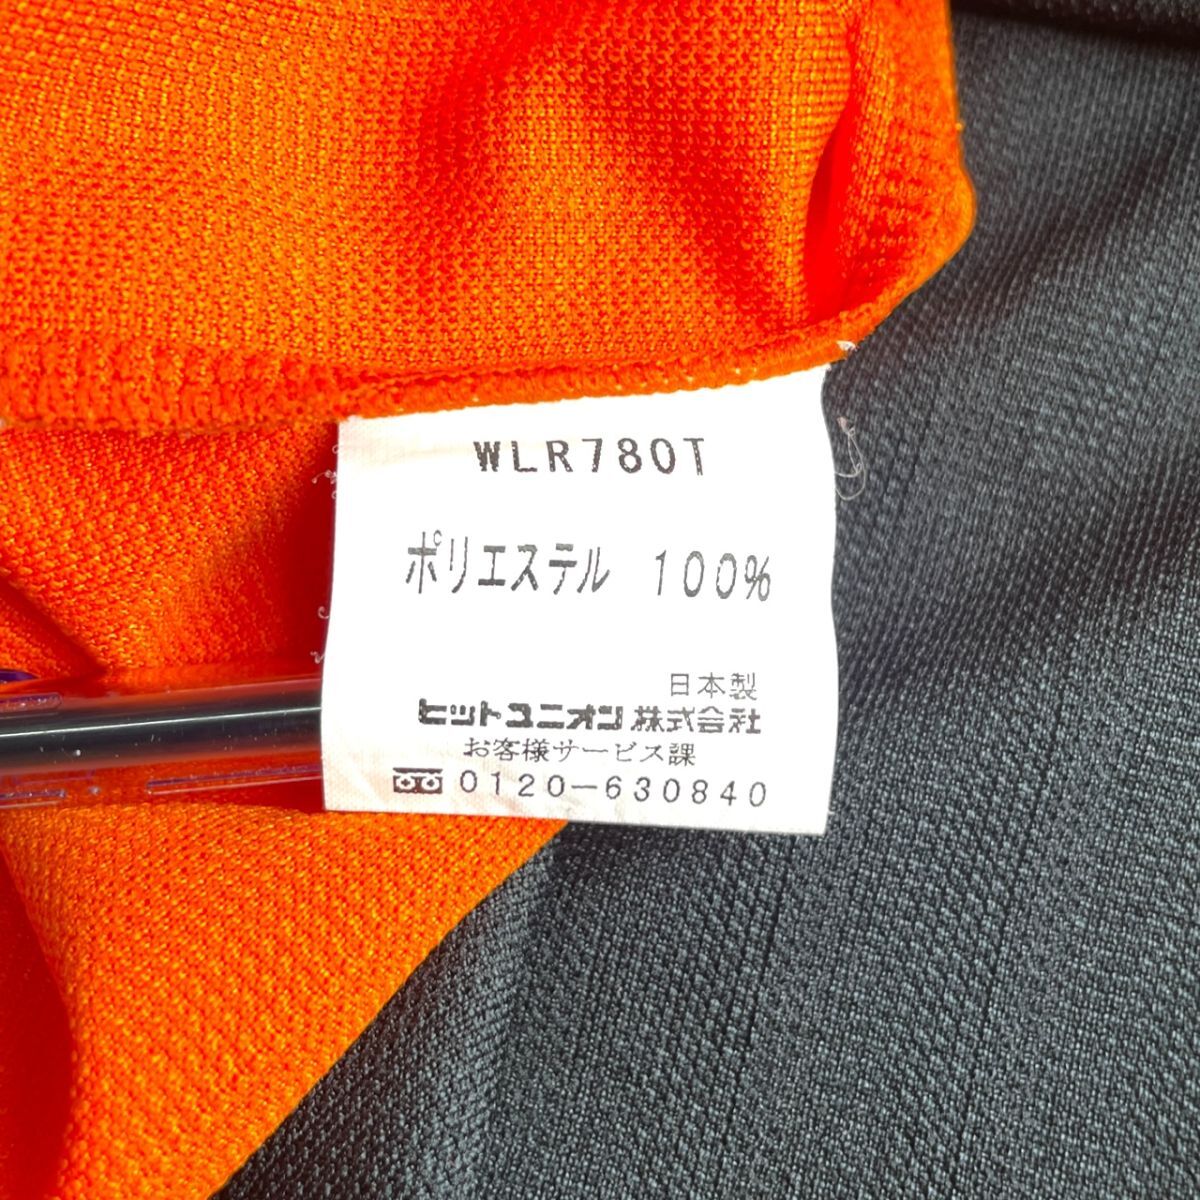 WLR780T
ポリエステル 100%
日本製
ヒットユニオン株式会社
お客様サービス課
0120-630840